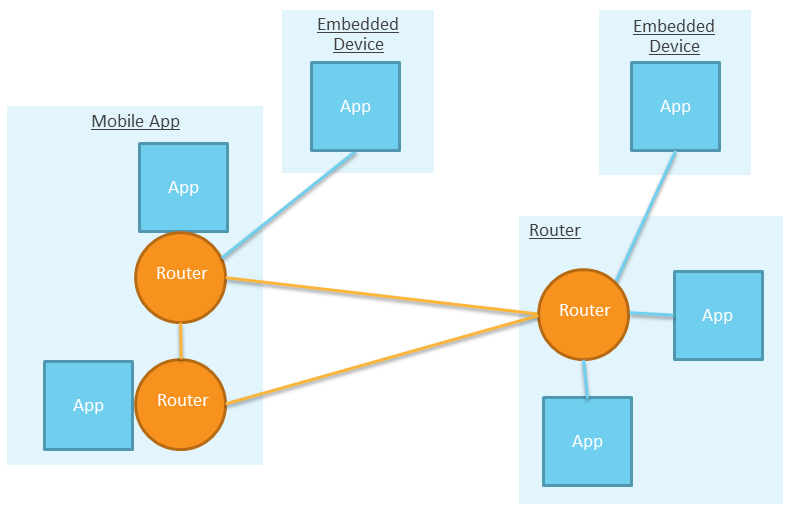 Embedded
Device
App
Embedded
Device
App
Mobile App
App
Router
App
Router
Router
Router
App
App